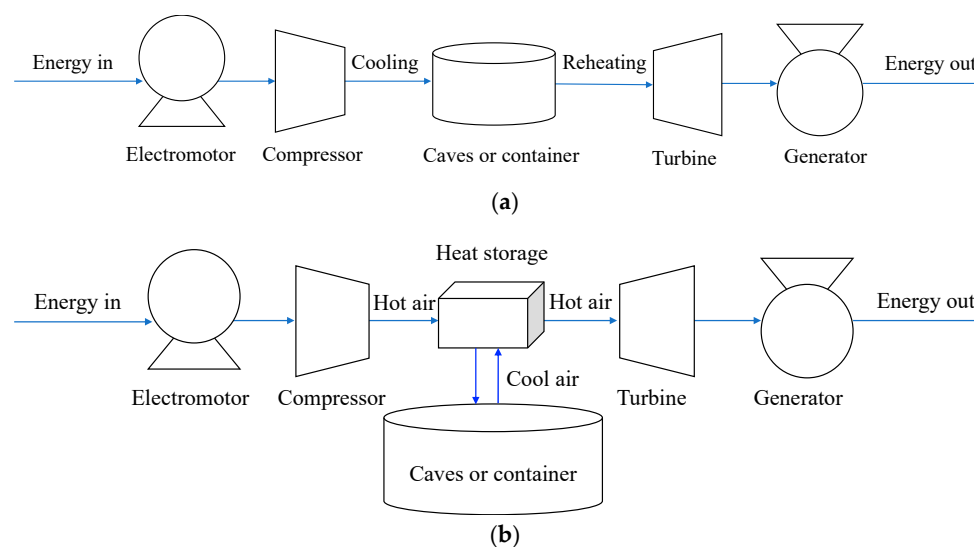 Energy in
Cooling
Reheating
Energy out
Electromotor
Compressor
Caves or container
Turbine
Generator
(a)
Heat storage
Energy in
Hot air
Hot air
Energy out
Cool air
Electromotor
Compressor
Turbine
Generator
Caves or container
(b)